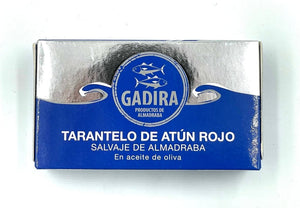 GADIRA
PRODUCTOS DE
ALMADRABA
TARANTELO DE ATÚN ROJO
SALVAJE DE ALMADRABA
En aceite de oliva